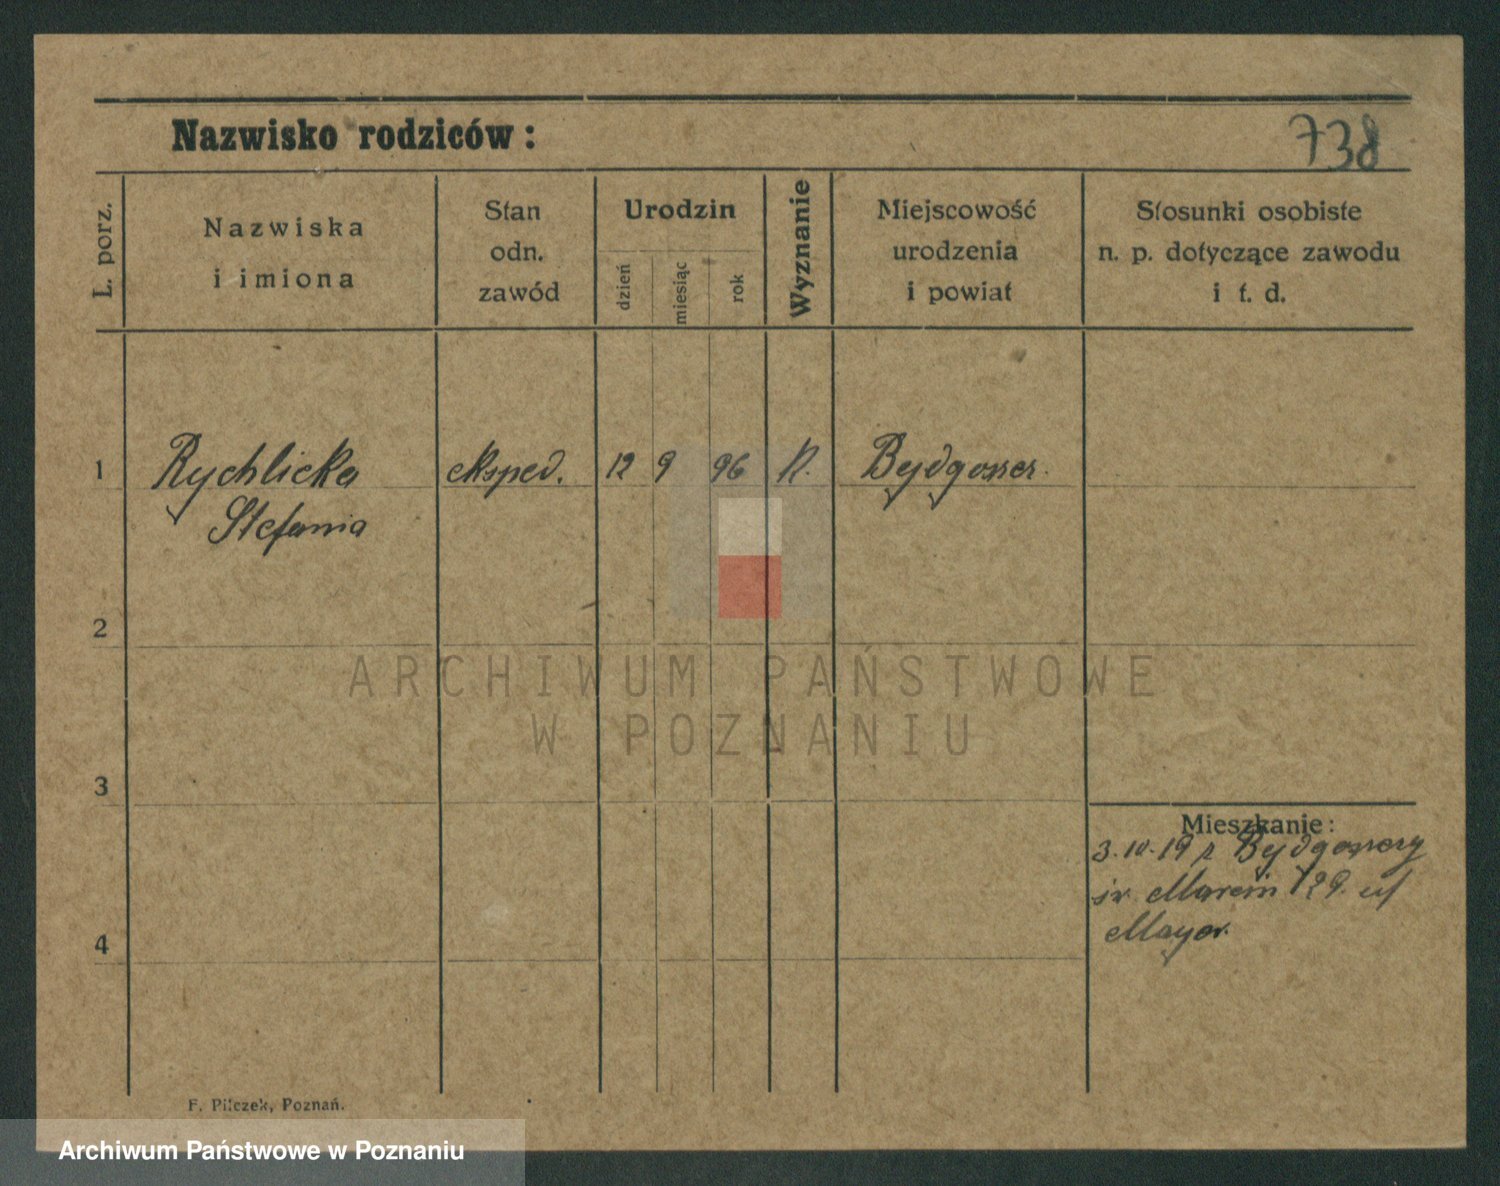 Nazwisko rodziców:
738
L. porz.
Nazwiska
i imiona
Stan
odn.
zawód
Urodzin
dzień
miesiąc
rok
Wyznanie
Miejscowość
urodzenia
i powiat
Stosunki osobiste
n. p. dotyczące zawodu
i t. d.
1 Rychlicka eksped. 12 9 96 K.
Stefania
2
ARCHIWUM PAŃSTWOWE
W POZNANIU
3
Mieszkanie:
3. 10. 19 z Bydgoszczy
św. Marcin
4
F. Pilczek, Poznań.
Archiwum Państwowe w Poznaniu